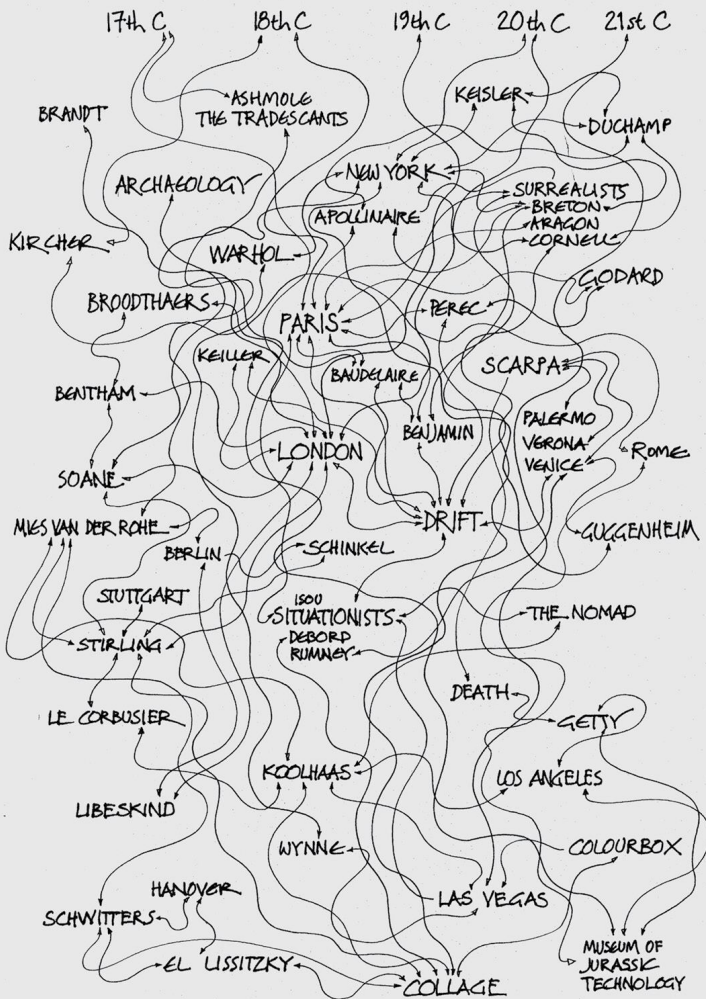 17th C
18th C
19th C
20th C
21st C
KEISLER
ASHMOLE
THE TRADESCANTS
BRANDT
DUCHAMP
NEW YORK
ARCHAEOLOGY
SURREALISTS
BRETON
ARAGON
CORNELL
APOLLINAIRE
KIRCHER
WARHOL
GODARD
BROODTHAERS
PEREC
PARIS
KEILLER
SCARPA
BAUDELAIRE
BENTHAM
PALERMO
VERONA
VENICE
BENJAMIN
LONDON
ROME
SOANE
DRIFT
MIES VAN DER ROHE
GUGGENHEIM
BERLIN
SCHINKEL
STUTTGART
ISOU
SITUATIONISTS
DEBORD
RUMNEY
THE NOMAD
STIRLING
DEATH
LE CORBUSIER
GETTY
KOOLHAAS
LOS ANGELES
LIBESKIND
WYNNE
COLOURBOX
HANOVER
LAS VEGAS
SCHWITTERS
MUSEUM OF
JURASSIC
TECHNOLOGY
EL LISSITZKY
COLLAGE